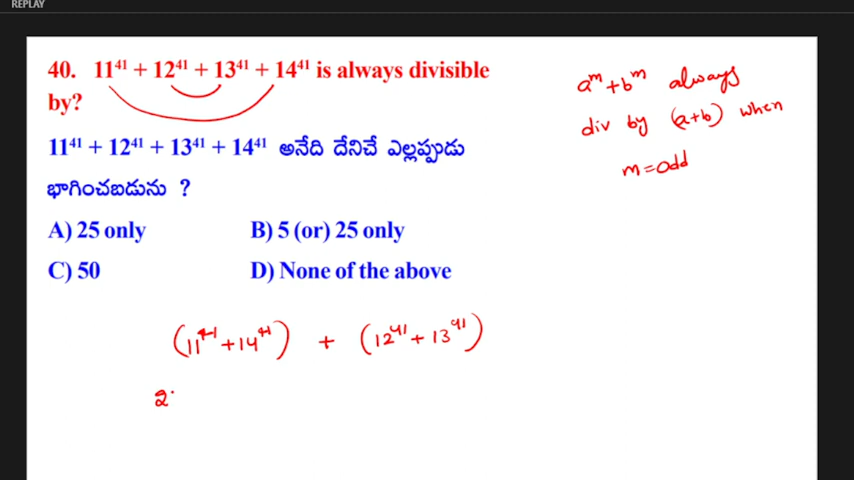 REPLAY
40. 11⁴¹ + 12⁴¹ + 13⁴¹ + 14⁴¹ is always divisible
by?
11⁴¹ + 12⁴¹ + 13⁴¹ + 14⁴¹ అనేది దేనిచే ఎల్లప్పుడు
భాగించబడును ?
A) 25 only B) 5 (or) 25 only
C) 50 D) None of the above
aᵐ+bᵐ always
div by (a+b) when
m=odd
(11⁴¹+14⁴¹) + (12⁴¹+13⁴¹)
2